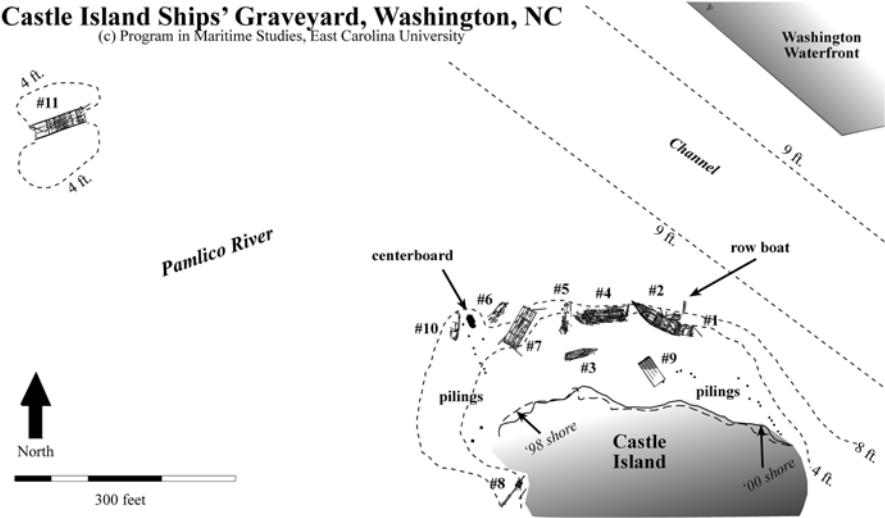 Castle Island Ships' Graveyard, Washington, NC
(c) Program in Maritime Studies, East Carolina University
Washington
Waterfront
4 ft.
#11
4 ft.
9 ft.
Channel
9 ft.
Pamlico River
centerboard
row boat
#5
#4
#2
#6
#10
#1
#7
#3
#9
pilings
pilings
'98 shore
Castle
Island
'00 shore
8 ft.
4 ft.
#8
North
300 feet